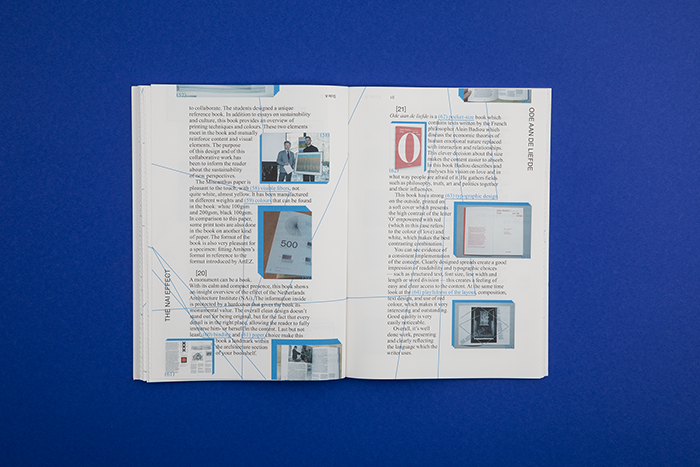 to collaborate. The students designed a unique
reference book. In addition to essays on sustainability
and culture, this book provides an overview of
printing techniques and colours. These two elements
meet in the book and mutually
reinforce content and visual
elements. The purpose
of this design and of this
collaborative work has
been to inform the reader
about the sustainability
of new perspectives.
The Munken paper is
pleasant to the touch, with (58) visible fibers, not
quite white, almost yellow. It has been manufactured
in different weights and (59) colours that can be found
in the book: white 100gsm
and 200gsm, black 100gsm.
In comparison to this paper,
some print tests are also done
in the book on another kind
of paper. The format of the
book is also very pleasant for
a specimen: fitting Arnhem's
format in reference to the
format introduced by ArtEZ.
500
THE NAI EFFECT
[20]
A monument can be a book.
With its calm and compact presence, this book shows
an insight overview of the effect of the Netherlands
Architecture Institute (NAi). The information inside
is protected by a hardcover that gives the book its
monumental value. The overall clean design doesn't
stand out for being original, but for the fact that every
detail is in the right place, allowing the reader to fully
immerse him- or herself in the content. Last but not
least, (60) binding and (61) paper choice make this
book a landmark within
the architecture section
of your bookshelf.
[21]
ODE AAN DE LIEFDE
Ode aan de liefde is a (62) pocket-size book which
contains texts written by the French
philosopher Alain Badiou which
discuss the economic theories of
human emotional nature replaced
with interaction and relationships.
This clever decision about the size
makes the content easier to absorb.
In this book Badiou describes and
analyses his vision on love and in
what way people are afraid of it. He gathers fields
such as philosophy, truth, art and politics together
and their influences.
This book has a strong (63) typographic design
on the outside, printed on
a soft cover which presents
the high contrast of the letter
'O' empowered with red
(which in this case refers
to the colour of love) and
white, which makes the best
contrasting combination.
You can see evidence of
a consistent implementation
of the concept. Clearly designed spreads create a good
impression of readability and typographic choices
— such as structured text, font size, line width and
length or word division — this creates a feeling of
easy and close access to the content. At the same time
look at the (64) playfulness of the layout, composition,
text design, and use of red
colour, which makes it very
interesting and outstanding.
Good quality is very
easily noticeable.
Overall, it's well
done work, presenting
and clearly reflecting
the language which the
writer uses.
O